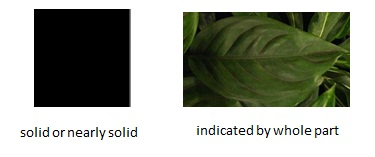 solid or nearly solid
indicated by whole part